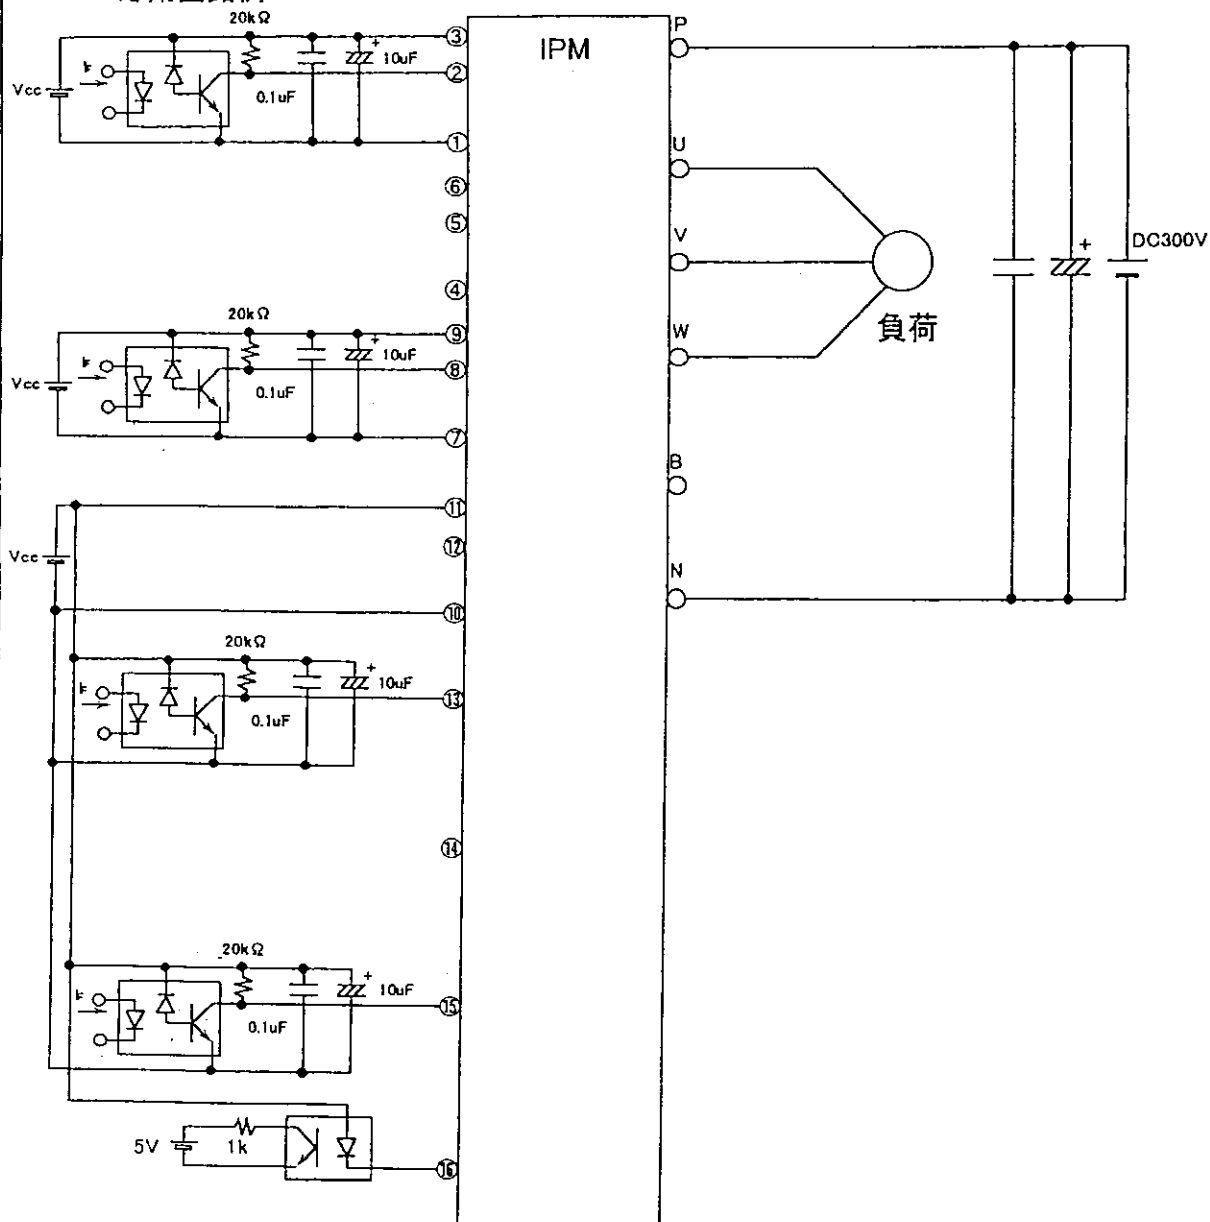 20kΩ
③
IPM
P
+
10uF
②
Vcc
0.1uF
①
U
⑥
⑤
V
+
DC300V
④
20kΩ
⑨
W
負荷
+
10uF
⑧
Vcc
0.1uF
⑦
B
⑪
Vcc
⑫
N
⑩
20kΩ
+
10uF
⑬
0.1uF
⑭
20kΩ
+
10uF
⑮
0.1uF
5V
1k
⑯